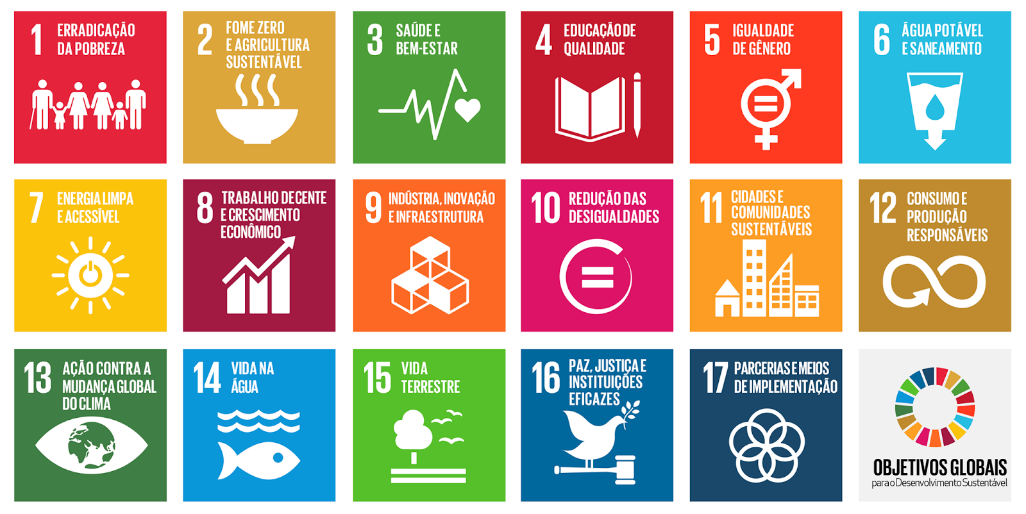 1 ERRADICAÇÃO
DA POBREZA
2 FOME ZERO
E AGRICULTURA
SUSTENTÁVEL
3 SAÚDE E
BEM-ESTAR
4 EDUCAÇÃO DE
QUALIDADE
5 IGUALDADE
DE GÊNERO
6 ÁGUA POTÁVEL
E SANEAMENTO
7 ENERGIA LIMPA
E ACESSÍVEL
8 TRABALHO DECENTE
E CRESCIMENTO
ECONÔMICO
9 INDÚSTRIA, INOVAÇÃO
E INFRAESTRUTURA
10 REDUÇÃO DAS
DESIGUALDADES
11 CIDADES E
COMUNIDADES
SUSTENTÁVEIS
12 CONSUMO E
PRODUÇÃO
RESPONSÁVEIS
13 AÇÃO CONTRA A
MUDANÇA GLOBAL
DO CLIMA
14 VIDA NA
ÁGUA
15 VIDA
TERRESTRE
16 PAZ, JUSTIÇA E
INSTITUIÇÕES
EFICAZES
17 PARCERIAS E MEIOS
DE IMPLEMENTAÇÃO
OBJETIVOS GLOBAIS
para o Desenvolvimento Sustentável